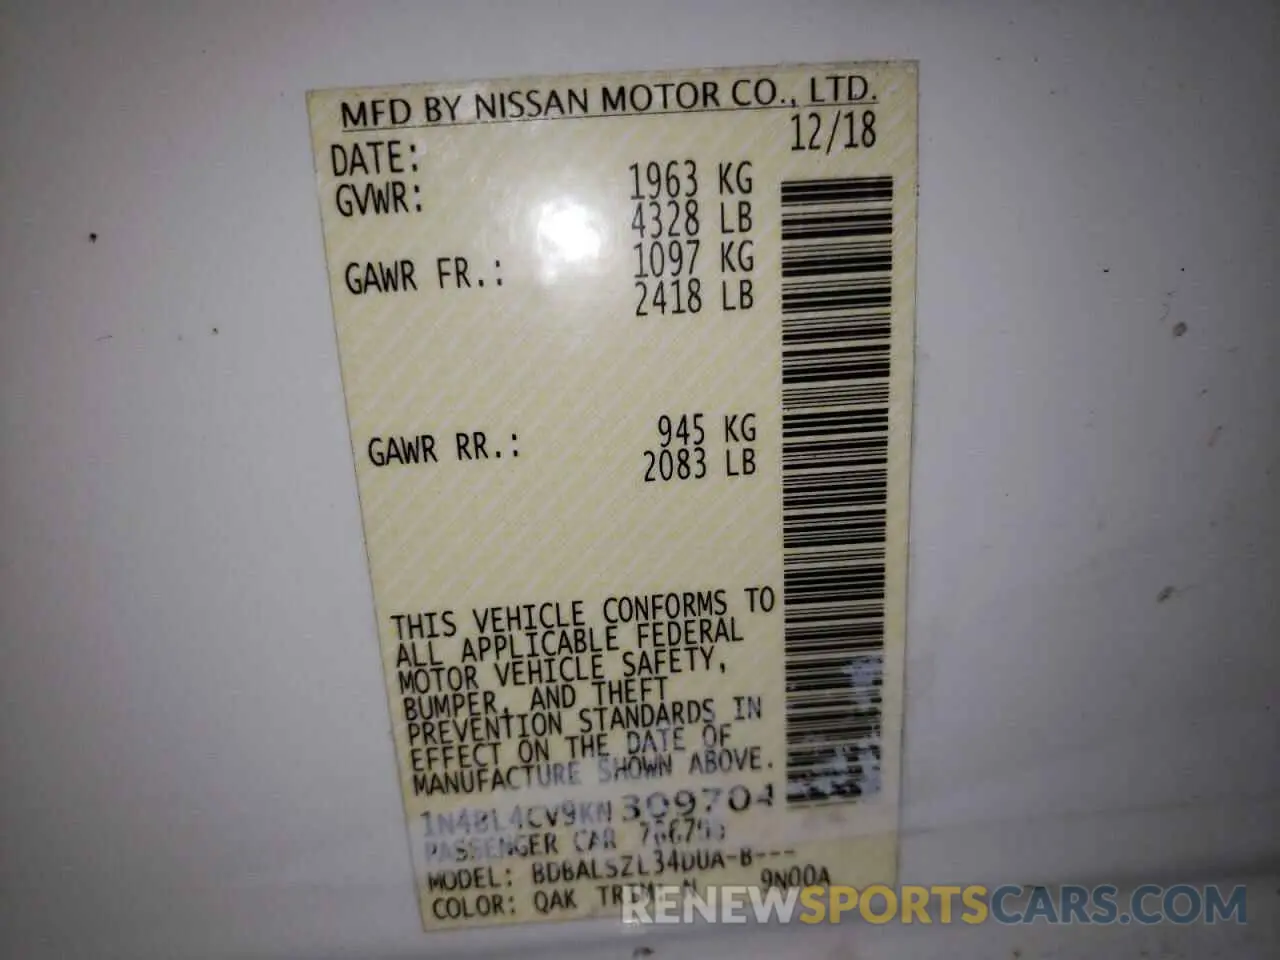 MFD BY NISSAN MOTOR CO., LTD.
DATE: 12/18
GVWR: 1963 KG
4328 LB
GAWR FR.: 1097 KG
2418 LB
GAWR RR.: 945 KG
2083 LB
THIS VEHICLE CONFORMS TO
ALL APPLICABLE FEDERAL
MOTOR VEHICLE SAFETY,
BUMPER, AND THEFT
PREVENTION STANDARDS IN
EFFECT ON THE DATE OF
MANUFACTURE SHOWN ABOVE.
1N4BL4CV9KN309704
PASSENGER CAR
MODEL: BDBALSZL34DUA-B---
COLOR: QAK TRIM: N 9N00A
RENEWSPORTSCARS.COM